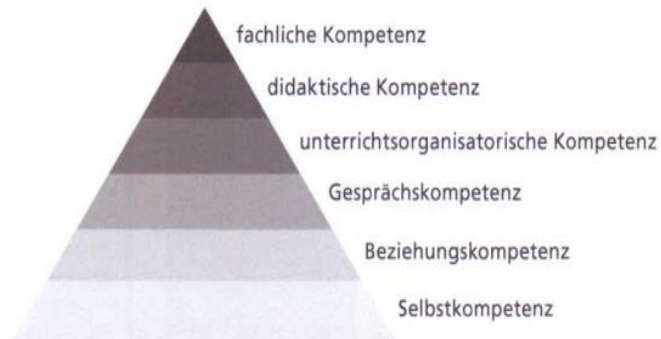 fachliche Kompetenz
didaktische Kompetenz
unterrichtsorganisatorische Kompetenz
Gesprächskompetenz
Beziehungskompetenz
Selbstkompetenz